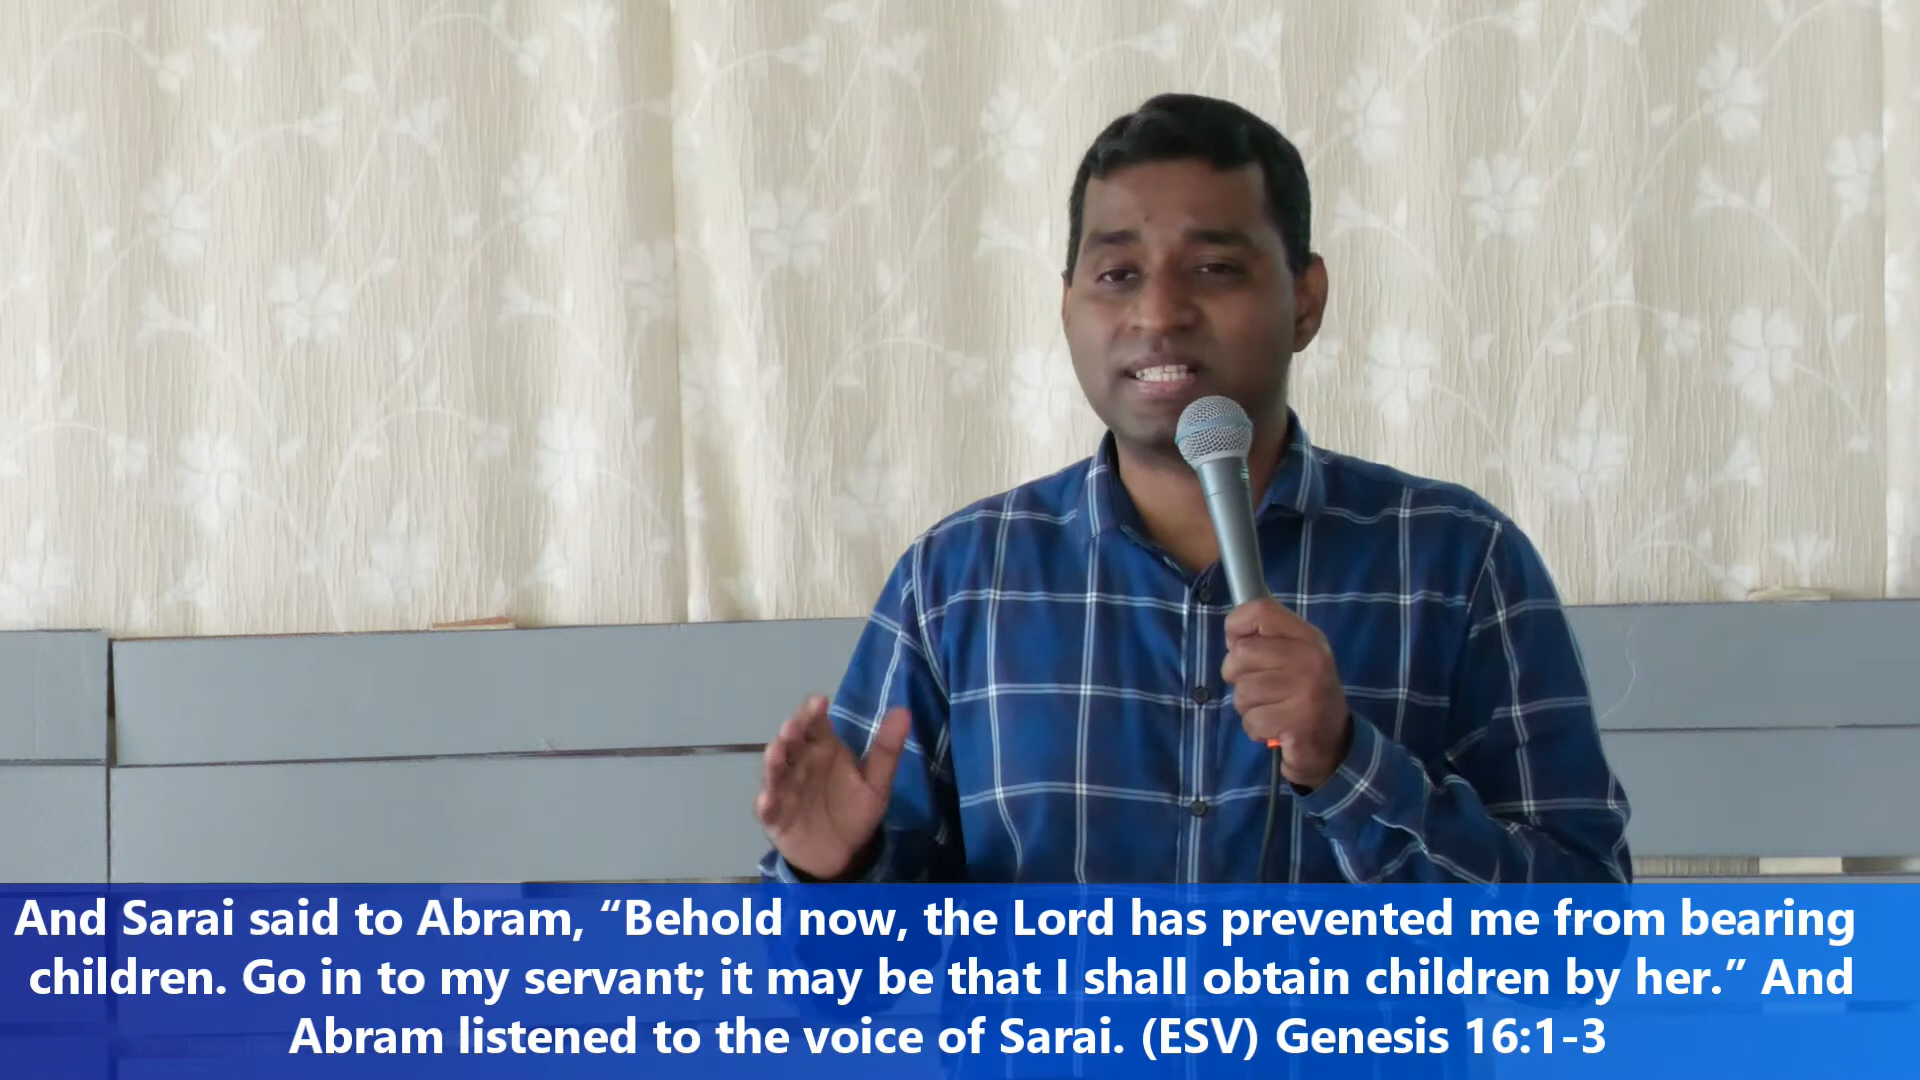 And Sarai said to Abram, “Behold now, the Lord has prevented me from bearing
children. Go in to my servant; it may be that I shall obtain children by her.” And
Abram listened to the voice of Sarai. (ESV) Genesis 16:1-3